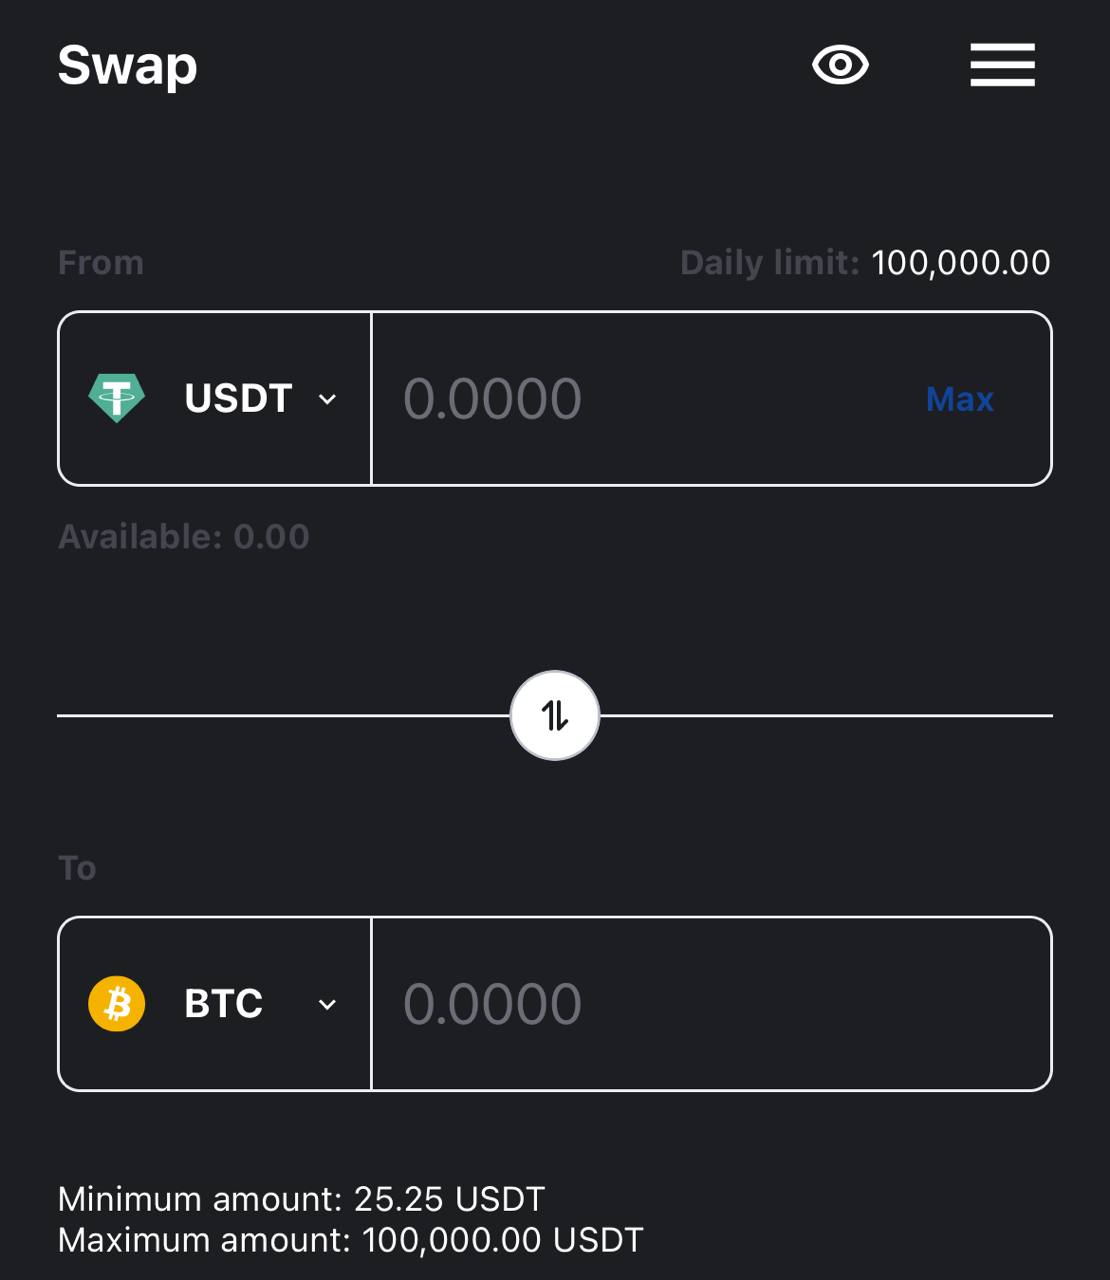 Swap
From Daily limit: 100,000.00
USDT 0.0000 Max
Available: 0.00
To
BTC 0.0000
Minimum amount: 25.25 USDT
Maximum amount: 100,000.00 USDT